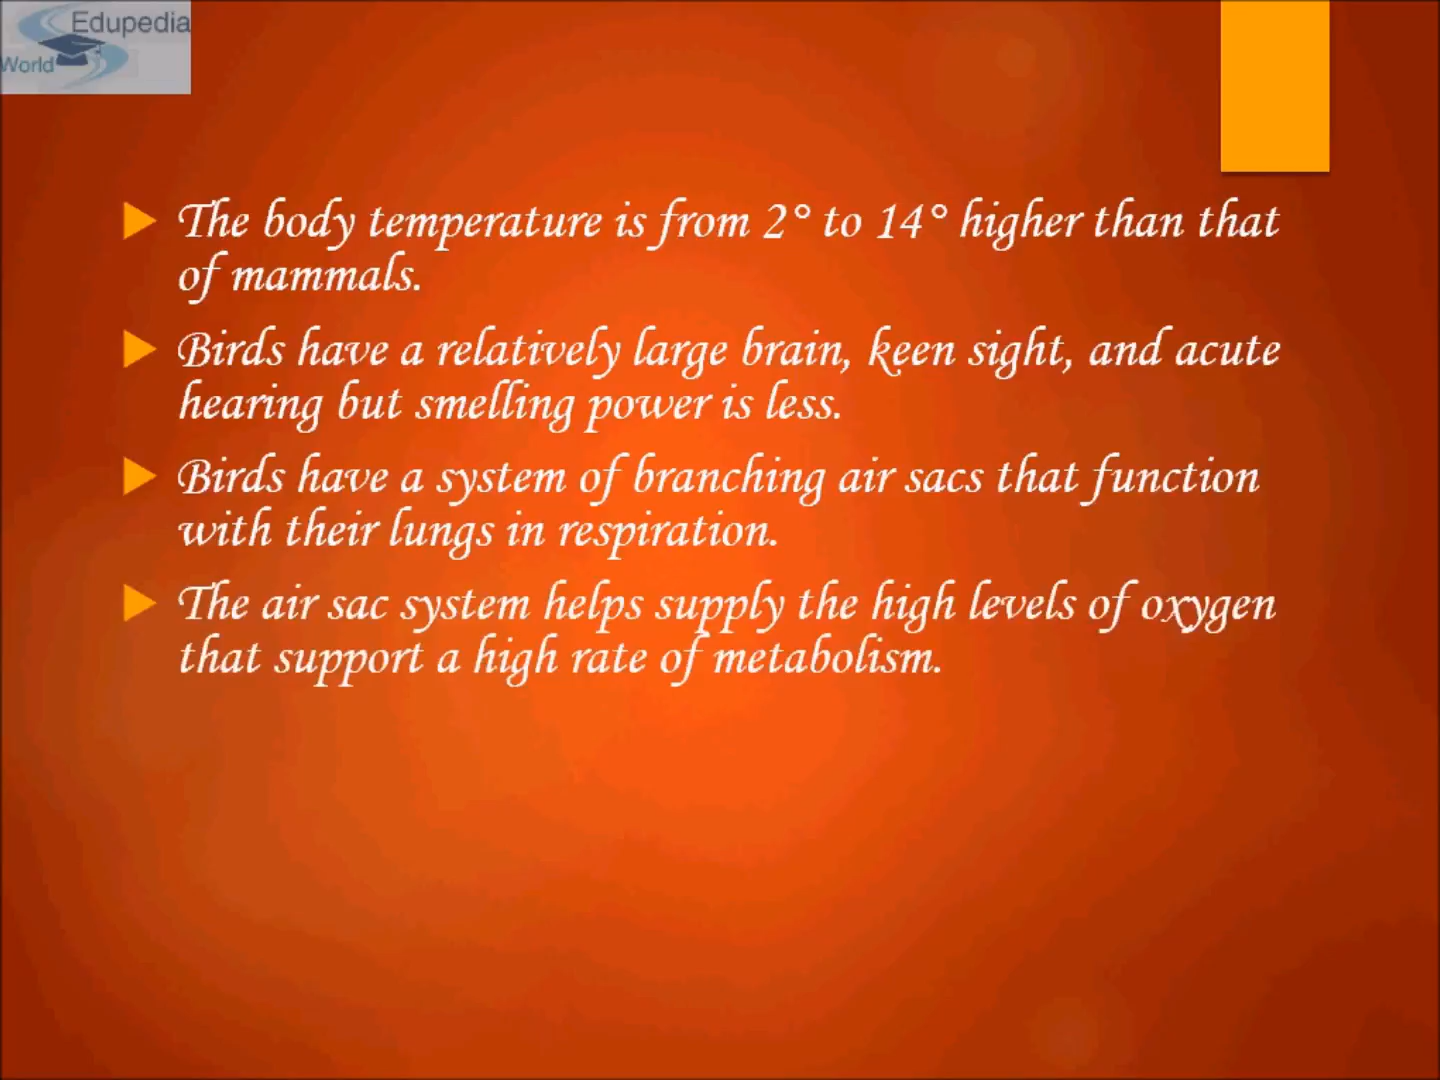 Edupedia
World
The body temperature is from 2° to 14° higher than that
of mammals.
Birds have a relatively large brain, keen sight, and acute
hearing but smelling power is less.
Birds have a system of branching air sacs that function
with their lungs in respiration.
The air sac system helps supply the high levels of oxygen
that support a high rate of metabolism.